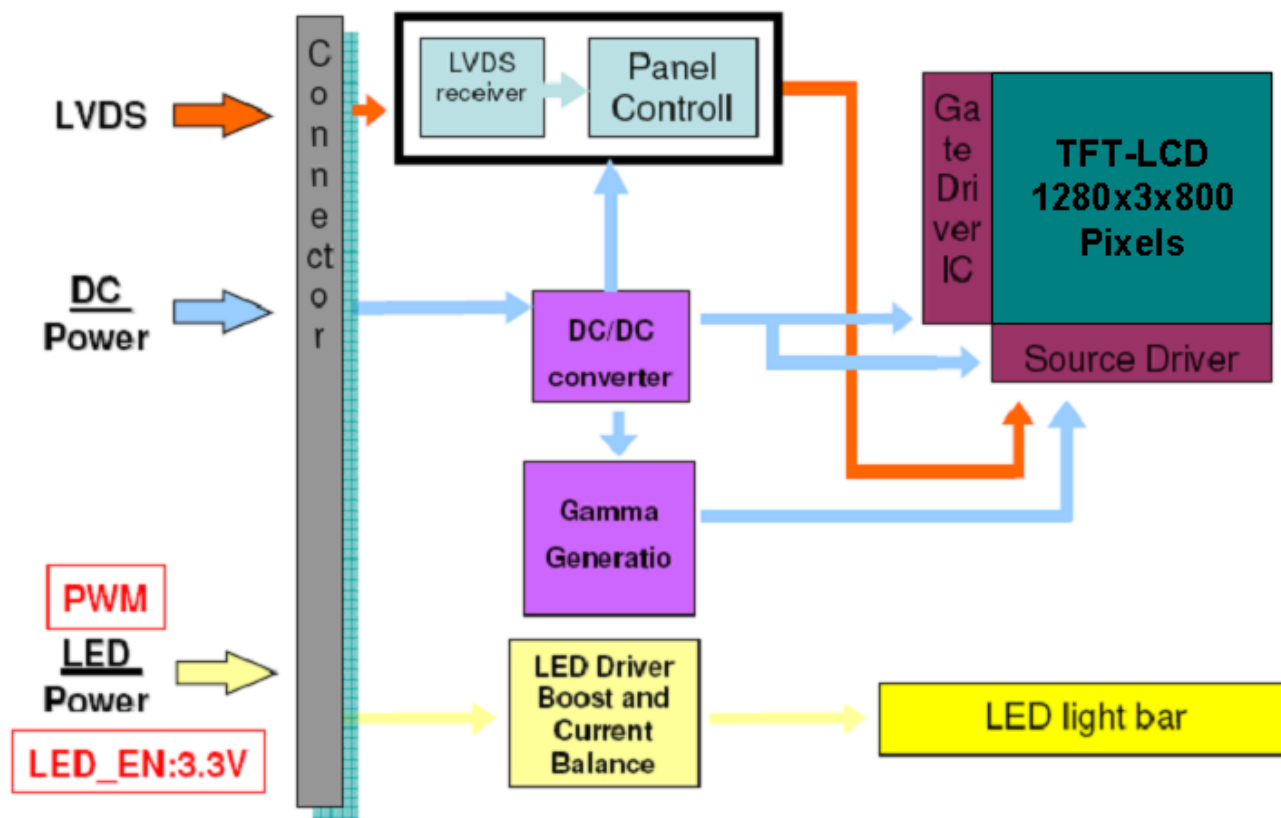 LVDS
DC
Power
PWM
LED
Power
LED_EN:3.3V
C
o
n
n
e
ct
o
r
LVDS
receiver
Panel
Controll
DC/DC
converter
Gamma
Generatio
LED Driver
Boost and
Current
Balance
Ga
te
Dri
ver
IC
TFT-LCD
1280x3x800
Pixels
Source Driver
LED light bar